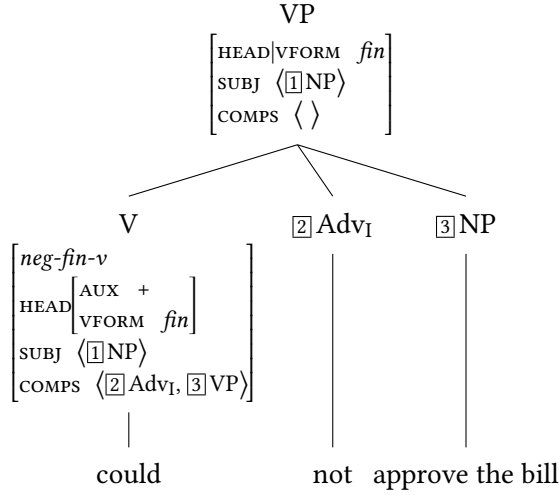 VP
HEAD|VFORM fin
SUBJ ⟨1 NP⟩
COMPS ⟨ ⟩
V 2 Adv_I 3 NP
neg-fin-v
HEAD AUX +
VFORM fin
SUBJ ⟨1 NP⟩
COMPS ⟨2 Adv_I, 3 VP⟩
could not approve the bill